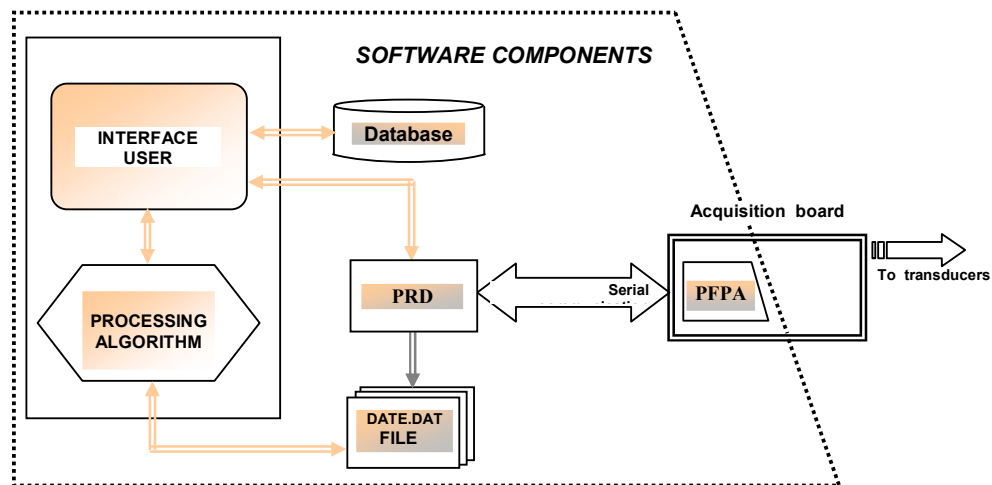 SOFTWARE COMPONENTS
INTERFACE
USER
Database
Acquisition board
To transducers
PRD
Serial
PFPA
PROCESSING
ALGORITHM
DATE.DAT
FILE